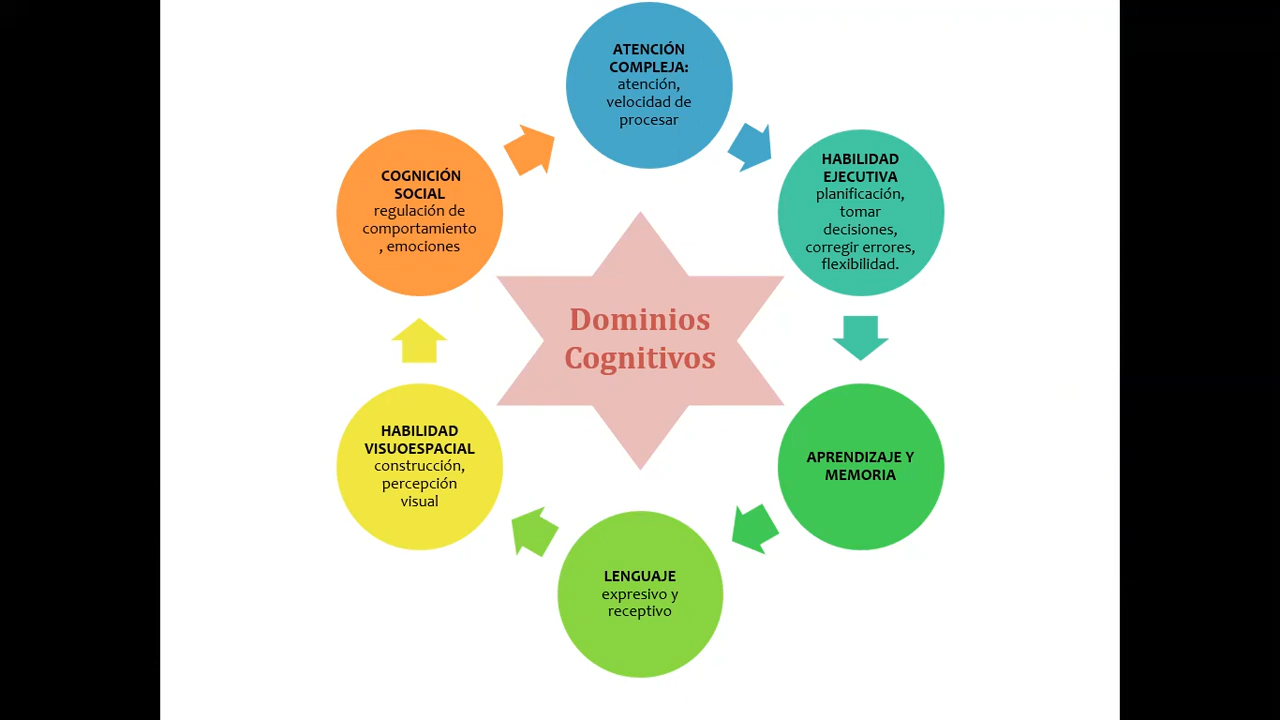 ATENCIÓN
COMPLEJA:
atención,
velocidad de
procesar
HABILIDAD
EJECUTIVA
planificación,
tomar
decisiones,
corregir errores,
flexibilidad.
APRENDIZAJE Y
MEMORIA
LENGUAJE
expresivo y
receptivo
HABILIDAD
VISUOESPACIAL
construcción,
percepción
visual
COGNICIÓN
SOCIAL
regulación de
comportamiento
, emociones
Dominios
Cognitivos